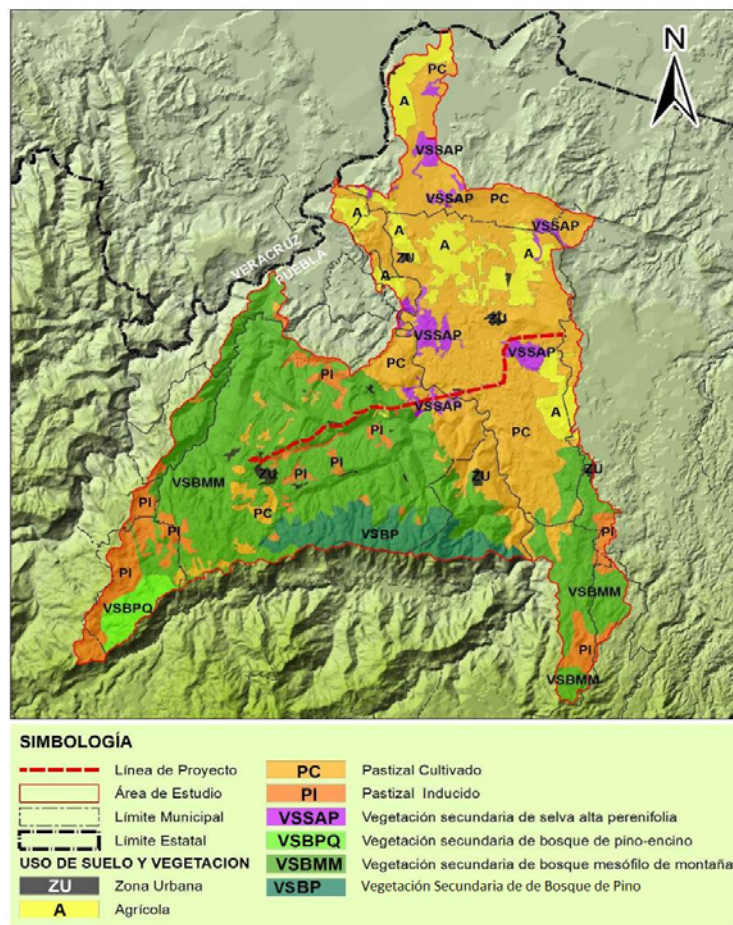 N
PC
A
VSSAP
VSSAP
PC
A
VSSAP
A
A
A
ZU
VERACRUZ
PUEBLA
A
ZU
VSSAP
VSSAP
PC
PI
VSSAP
A
PI
PC
PI
ZU
PI
ZU
ZU
VSBMM
PC
PI
VSBP
PI
PI
PI
VSBPQ
VSBMM
PI
VSBMM
SIMBOLOGÍA
Línea de Proyecto
Área de Estudio
Límite Municipal
Límite Estatal
USO DE SUELO Y VEGETACION
ZU Zona Urbana
A Agrícola
PC Pastizal Cultivado
PI Pastizal Inducido
VSSAP Vegetación secundaria de selva alta perenifolia
VSBPQ Vegetación secundaria de bosque de pino-encino
VSBMM Vegetación secundaria de bosque mesófilo de montaña
VSBP Vegetación Secundaria de de Bosque de Pino